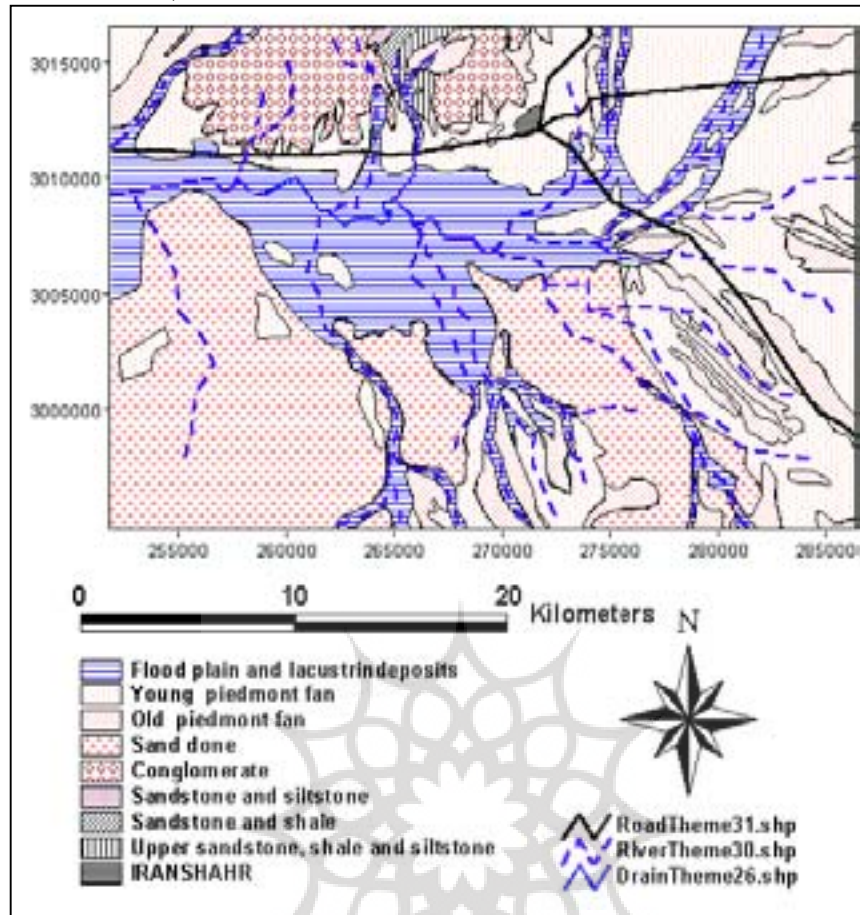 3015000
3010000
3005000
3000000
255000 260000 265000 270000 275000 280000 285000
0 10 20
Kilometers
N
Flood plain and lacustrindeposits
Young piedmont fan
Old piedmont fan
Sand done
Conglomerate
Sandstone and siltstone
Sandstone and shale
Upper sandstone, shale and siltstone
IRANSHAHR
RoadTheme31.shp
RiverTheme30.shp
DrainTheme26.shp